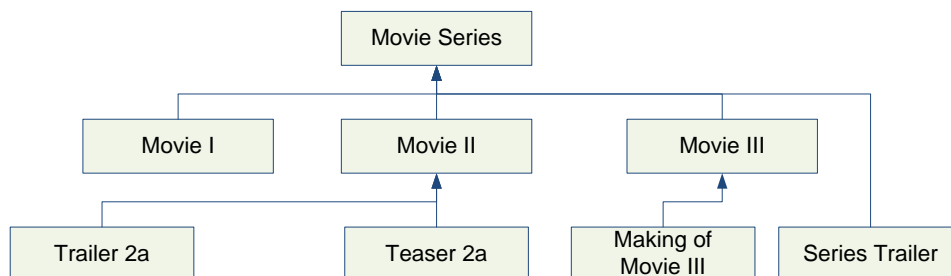 Movie Series
Movie I
Movie II
Movie III
Trailer 2a
Teaser 2a
Making of
Movie III
Series Trailer